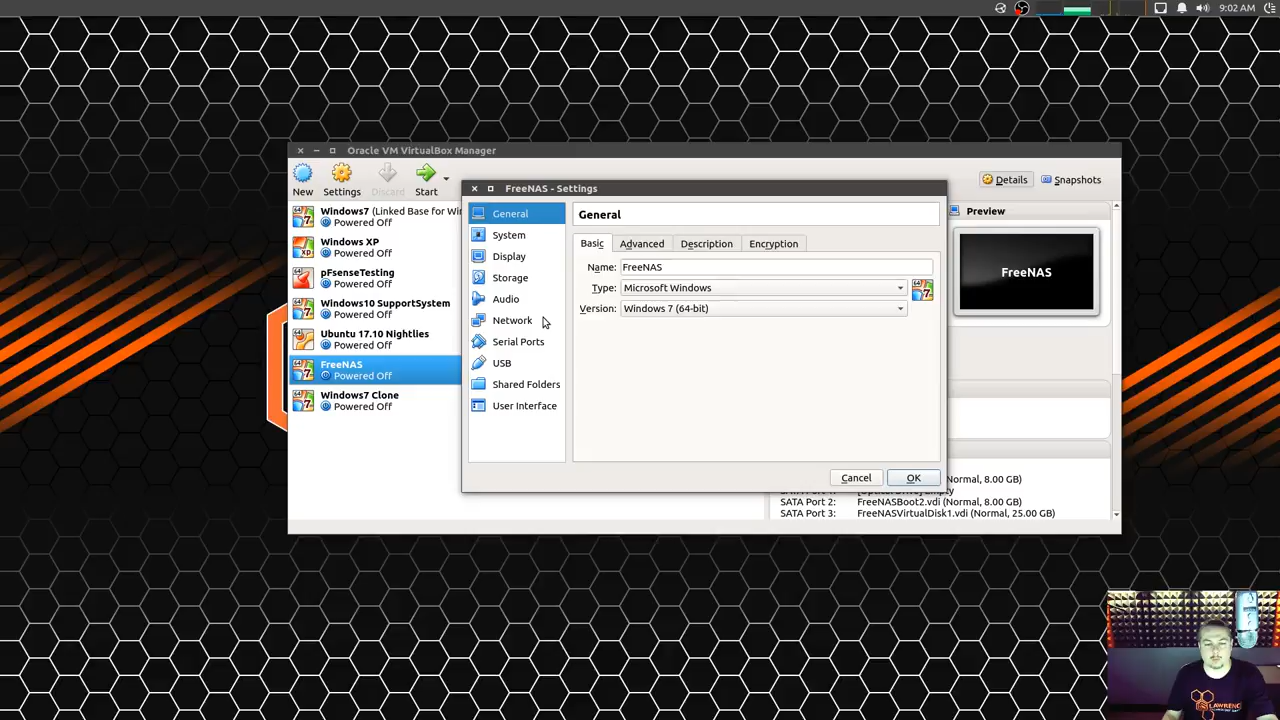 9:02 AM
Oracle VM VirtualBox Manager
New
Settings
Discard
Start
Details
Snapshots
Windows7 (Linked Base for Wi
Powered Off
Windows XP
Powered Off
pFsenseTesting
Powered Off
Windows10 SupportSystem
Powered Off
Ubuntu 17.10 Nightlies
Powered Off
FreeNAS
Powered Off
Windows7 Clone
Powered Off
FreeNAS - Settings
General
System
Display
Storage
Audio
Network
Serial Ports
USB
Shared Folders
User Interface
General
Basic
Advanced
Description
Encryption
Name: FreeNAS
Type: Microsoft Windows
Version: Windows 7 (64-bit)
Cancel
OK
Preview
FreeNAS
Normal, 8.00 GB)
SATA Port 2: FreeNASBoot2.vdi (Normal, 8.00 GB)
SATA Port 3: FreeNASVirtualDisk1.vdi (Normal, 25.00 GB)
LAWRENC